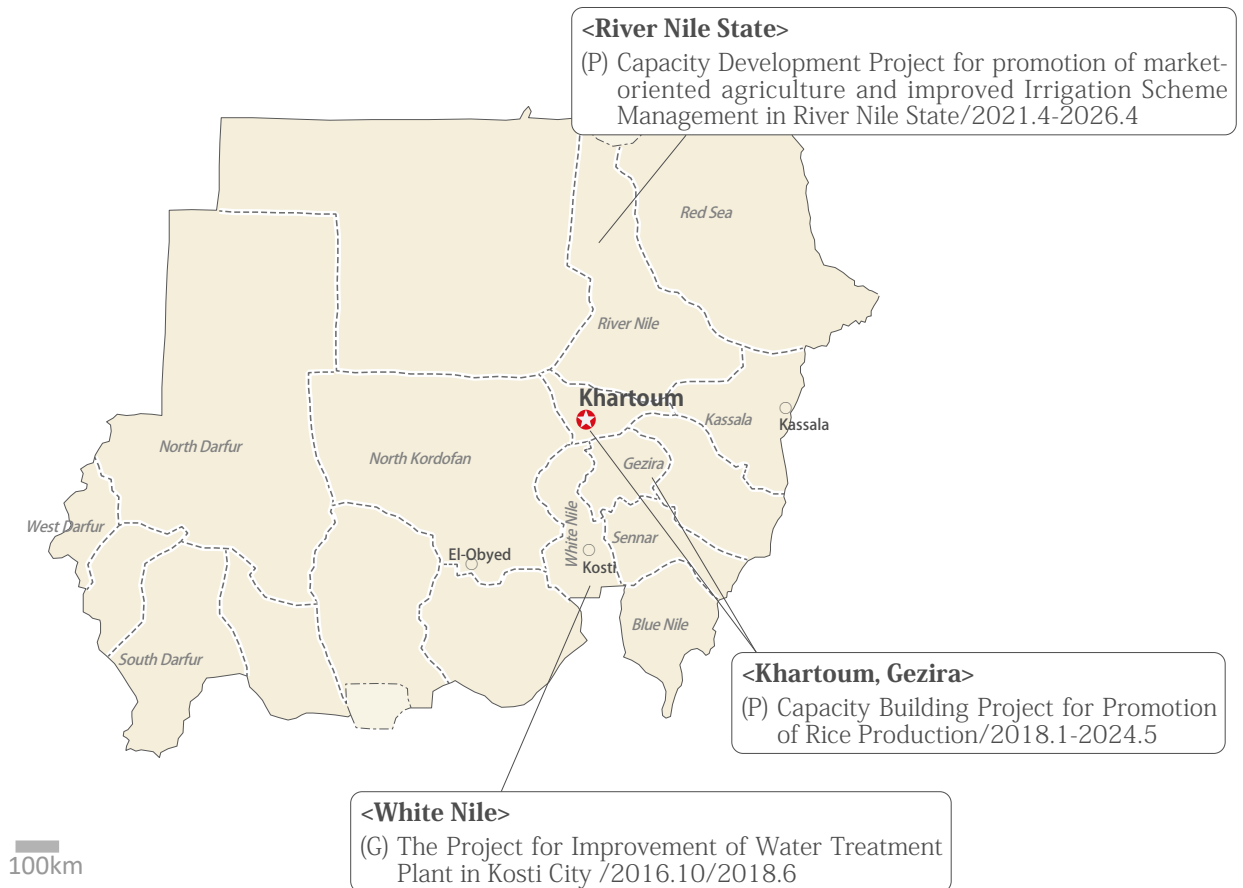 <River Nile State>
(P) Capacity Development Project for promotion of market-
oriented agriculture and improved Irrigation Scheme
Management in River Nile State/2021.4-2026.4
Red Sea
River Nile
Khartoum
Kassala
Kassala
North Darfur
North Kordofan
Gezira
West Darfur
White Nile
Sennar
El-Obyed
Kosti
Blue Nile
South Darfur
<Khartoum, Gezira>
(P) Capacity Building Project for Promotion
of Rice Production/2018.1-2024.5
<White Nile>
(G) The Project for Improvement of Water Treatment
Plant in Kosti City /2016.10/2018.6
100km